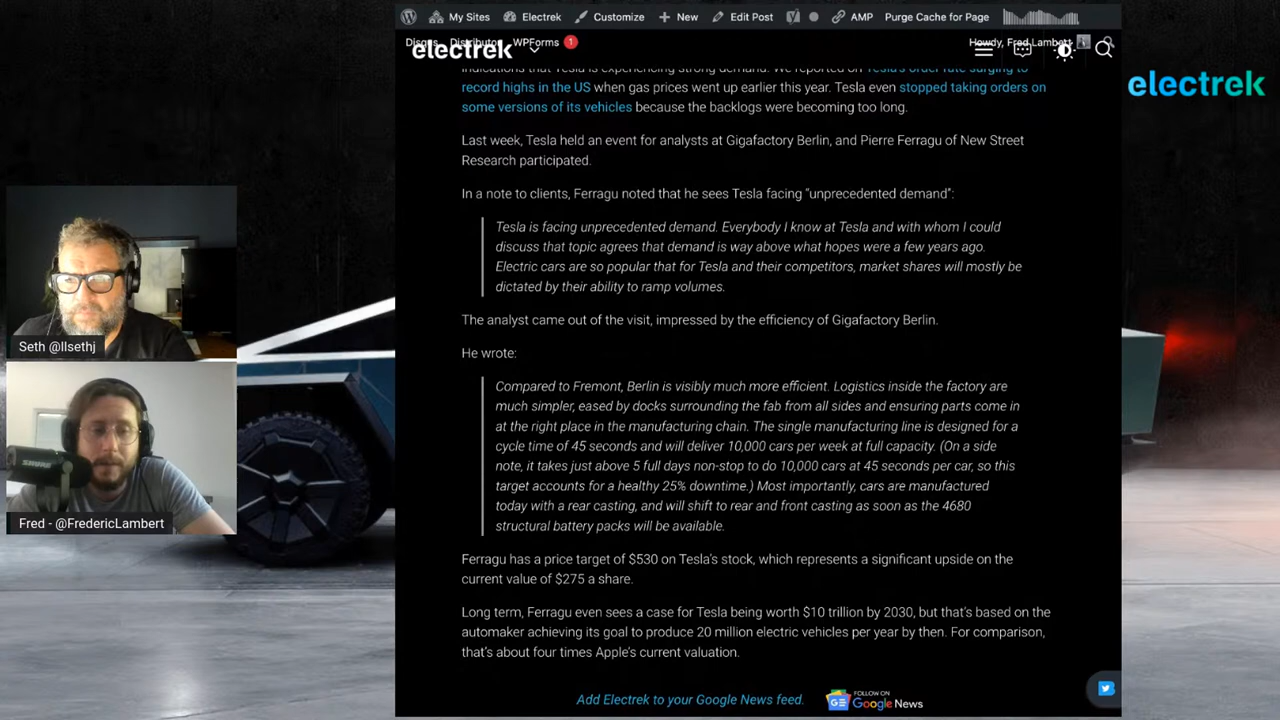 My Sites Electrek Customize New Edit Post AMP Purge Cache for Page
Disqus Distributor WPForms 1 Howdy, Fred Lambert
electrek
electrek
indications that Tesla is experiencing strong demand. We reported on Tesla's order rate surging to
record highs in the US when gas prices went up earlier this year. Tesla even stopped taking orders on
some versions of its vehicles because the backlogs were becoming too long.
Last week, Tesla held an event for analysts at Gigafactory Berlin, and Pierre Ferragu of New Street
Research participated.
In a note to clients, Ferragu noted that he sees Tesla facing “unprecedented demand”:
Tesla is facing unprecedented demand. Everybody I know at Tesla and with whom I could
discuss that topic agrees that demand is way above what hopes were a few years ago.
Electric cars are so popular that for Tesla and their competitors, market shares will mostly be
dictated by their ability to ramp volumes.
The analyst came out of the visit, impressed by the efficiency of Gigafactory Berlin.
He wrote:
Compared to Fremont, Berlin is visibly much more efficient. Logistics inside the factory are
much simpler, eased by docks surrounding the fab from all sides and ensuring parts come in
at the right place in the manufacturing chain. The single manufacturing line is designed for a
cycle time of 45 seconds and will deliver 10,000 cars per week at full capacity. (On a side
note, it takes just above 5 full days non-stop to do 10,000 cars at 45 seconds per car, so this
target accounts for a healthy 25% downtime.) Most importantly, cars are manufactured
today with a rear casting, and will shift to rear and front casting as soon as the 4680
structural battery packs will be available.
Ferragu has a price target of $530 on Tesla's stock, which represents a significant upside on the
current value of $275 a share.
Long term, Ferragu even sees a case for Tesla being worth $10 trillion by 2030, but that's based on the
automaker achieving its goal to produce 20 million electric vehicles per year by then. For comparison,
that's about four times Apple's current valuation.
Add Electrek to your Google News feed.
FOLLOW ON
Google News
Seth @llsethj
SHURE
Fred - @FredericLambert